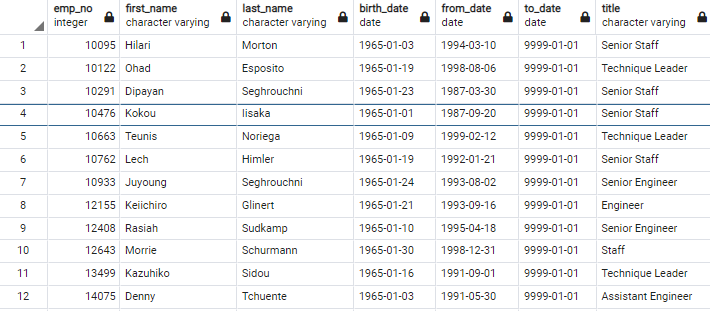 emp_no first_name last_name birth_date from_date to_date title
integer character varying character varying date date date character varying
1 10095 Hilari Morton 1965-01-03 1994-03-10 9999-01-01 Senior Staff
2 10122 Ohad Esposito 1965-01-19 1998-08-06 9999-01-01 Technique Leader
3 10291 Dipayan Seghrouchni 1965-01-23 1987-03-30 9999-01-01 Senior Staff
4 10476 Kokou Iisaka 1965-01-01 1987-09-20 9999-01-01 Senior Staff
5 10663 Teunis Noriega 1965-01-09 1999-02-12 9999-01-01 Technique Leader
6 10762 Lech Himler 1965-01-19 1992-01-21 9999-01-01 Senior Staff
7 10933 Juyoung Seghrouchni 1965-01-24 1993-08-02 9999-01-01 Senior Engineer
8 12155 Keiichiro Glinert 1965-01-21 1993-09-16 9999-01-01 Engineer
9 12408 Rasiah Sudkamp 1965-01-10 1995-04-18 9999-01-01 Senior Engineer
10 12643 Morrie Schurmann 1965-01-30 1998-12-31 9999-01-01 Staff
11 13499 Kazuhiko Sidou 1965-01-16 1991-09-01 9999-01-01 Technique Leader
12 14075 Denny Tchuente 1965-01-03 1991-05-30 9999-01-01 Assistant Engineer